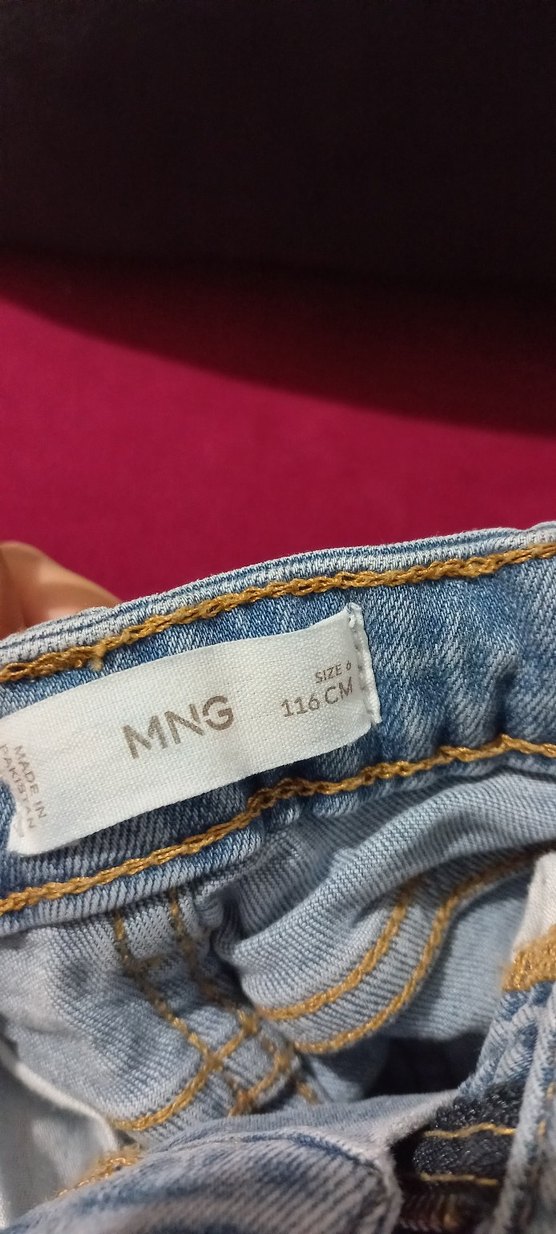 MNG
SIZE 6
116 CM
MADE IN
PAKISTAN